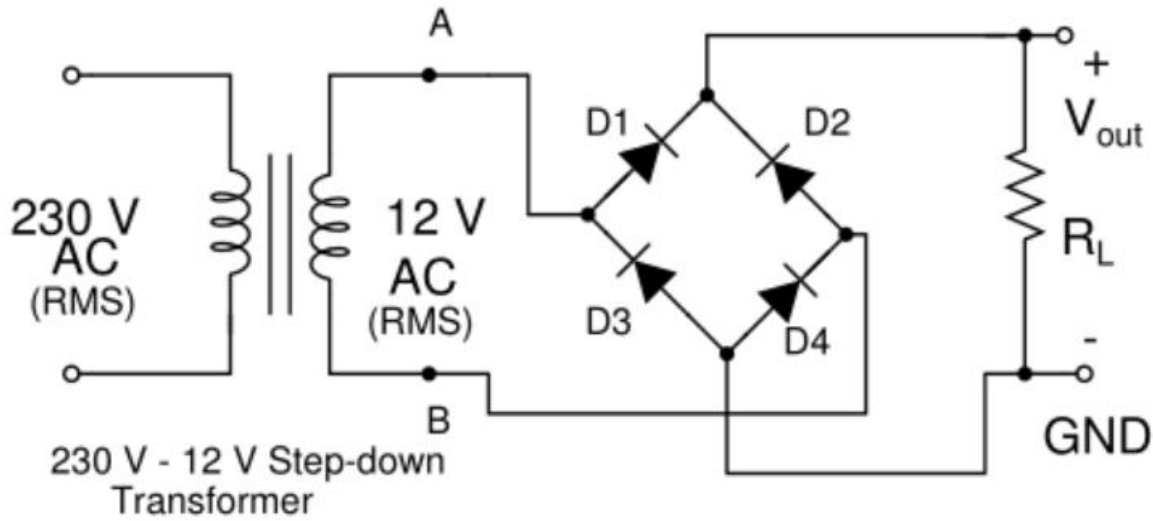 A
230 V
AC
(RMS)
12 V
AC
(RMS)
B
230 V - 12 V Step-down
Transformer
D1
D2
D3
D4
+
Vout
RL
-
GND